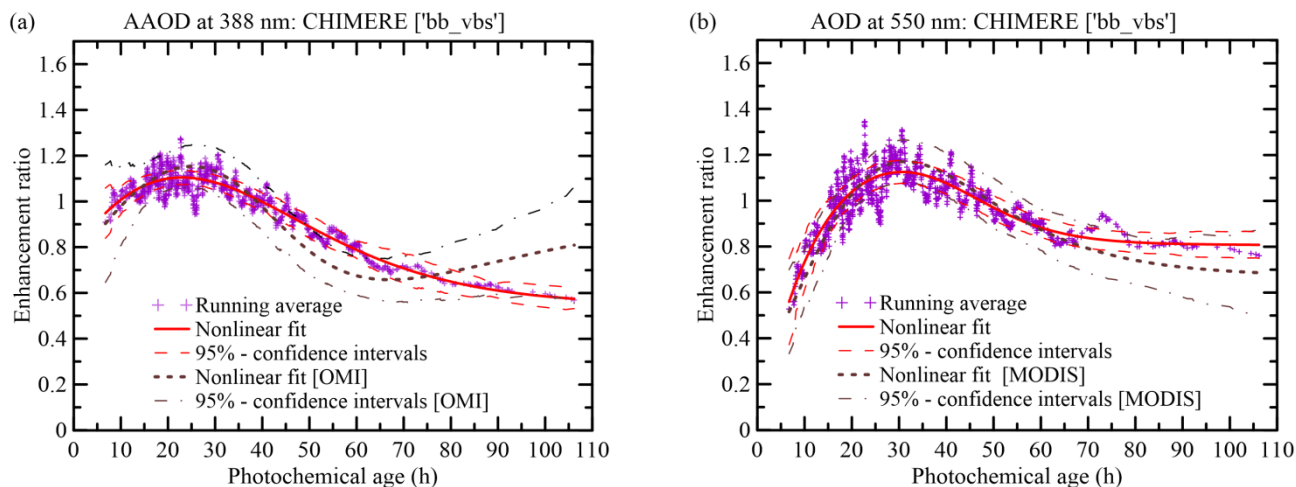 (a) AAOD at 388 nm: CHIMERE ['bb_vbs']
1.6
1.4
1.2
1
0.8
0.6
0.4
0.2
0
Enhancement ratio
Running average
Nonlinear fit
95% - confidence intervals
Nonlinear fit [OMI]
95% - confidence intervals [OMI]
0 10 20 30 40 50 60 70 80 90 100 110
Photochemical age (h)
(b) AOD at 550 nm: CHIMERE ['bb_vbs']
1.6
1.4
1.2
1
0.8
0.6
0.4
0.2
0
Enhancement ratio
Running average
Nonlinear fit
95% - confidence intervals
Nonlinear fit [MODIS]
95% - confidence intervals [MODIS]
0 10 20 30 40 50 60 70 80 90 100 110
Photochemical age (h)